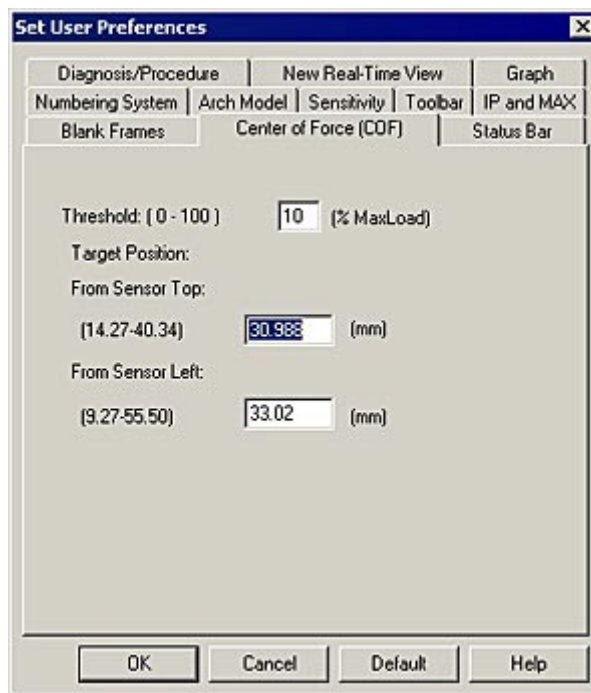 Set User Preferences
Diagnosis/Procedure New Real-Time View Graph
Numbering System Arch Model Sensitivity Toolbar IP and MAX
Blank Frames Center of Force (COF) Status Bar
Threshold: ( 0 - 100 ) 10 (% MaxLoad)
Target Position:
From Sensor Top:
(14.27-40.34) 30.988 (mm)
From Sensor Left:
(9.27-55.50) 33.02 (mm)
OK Cancel Default Help